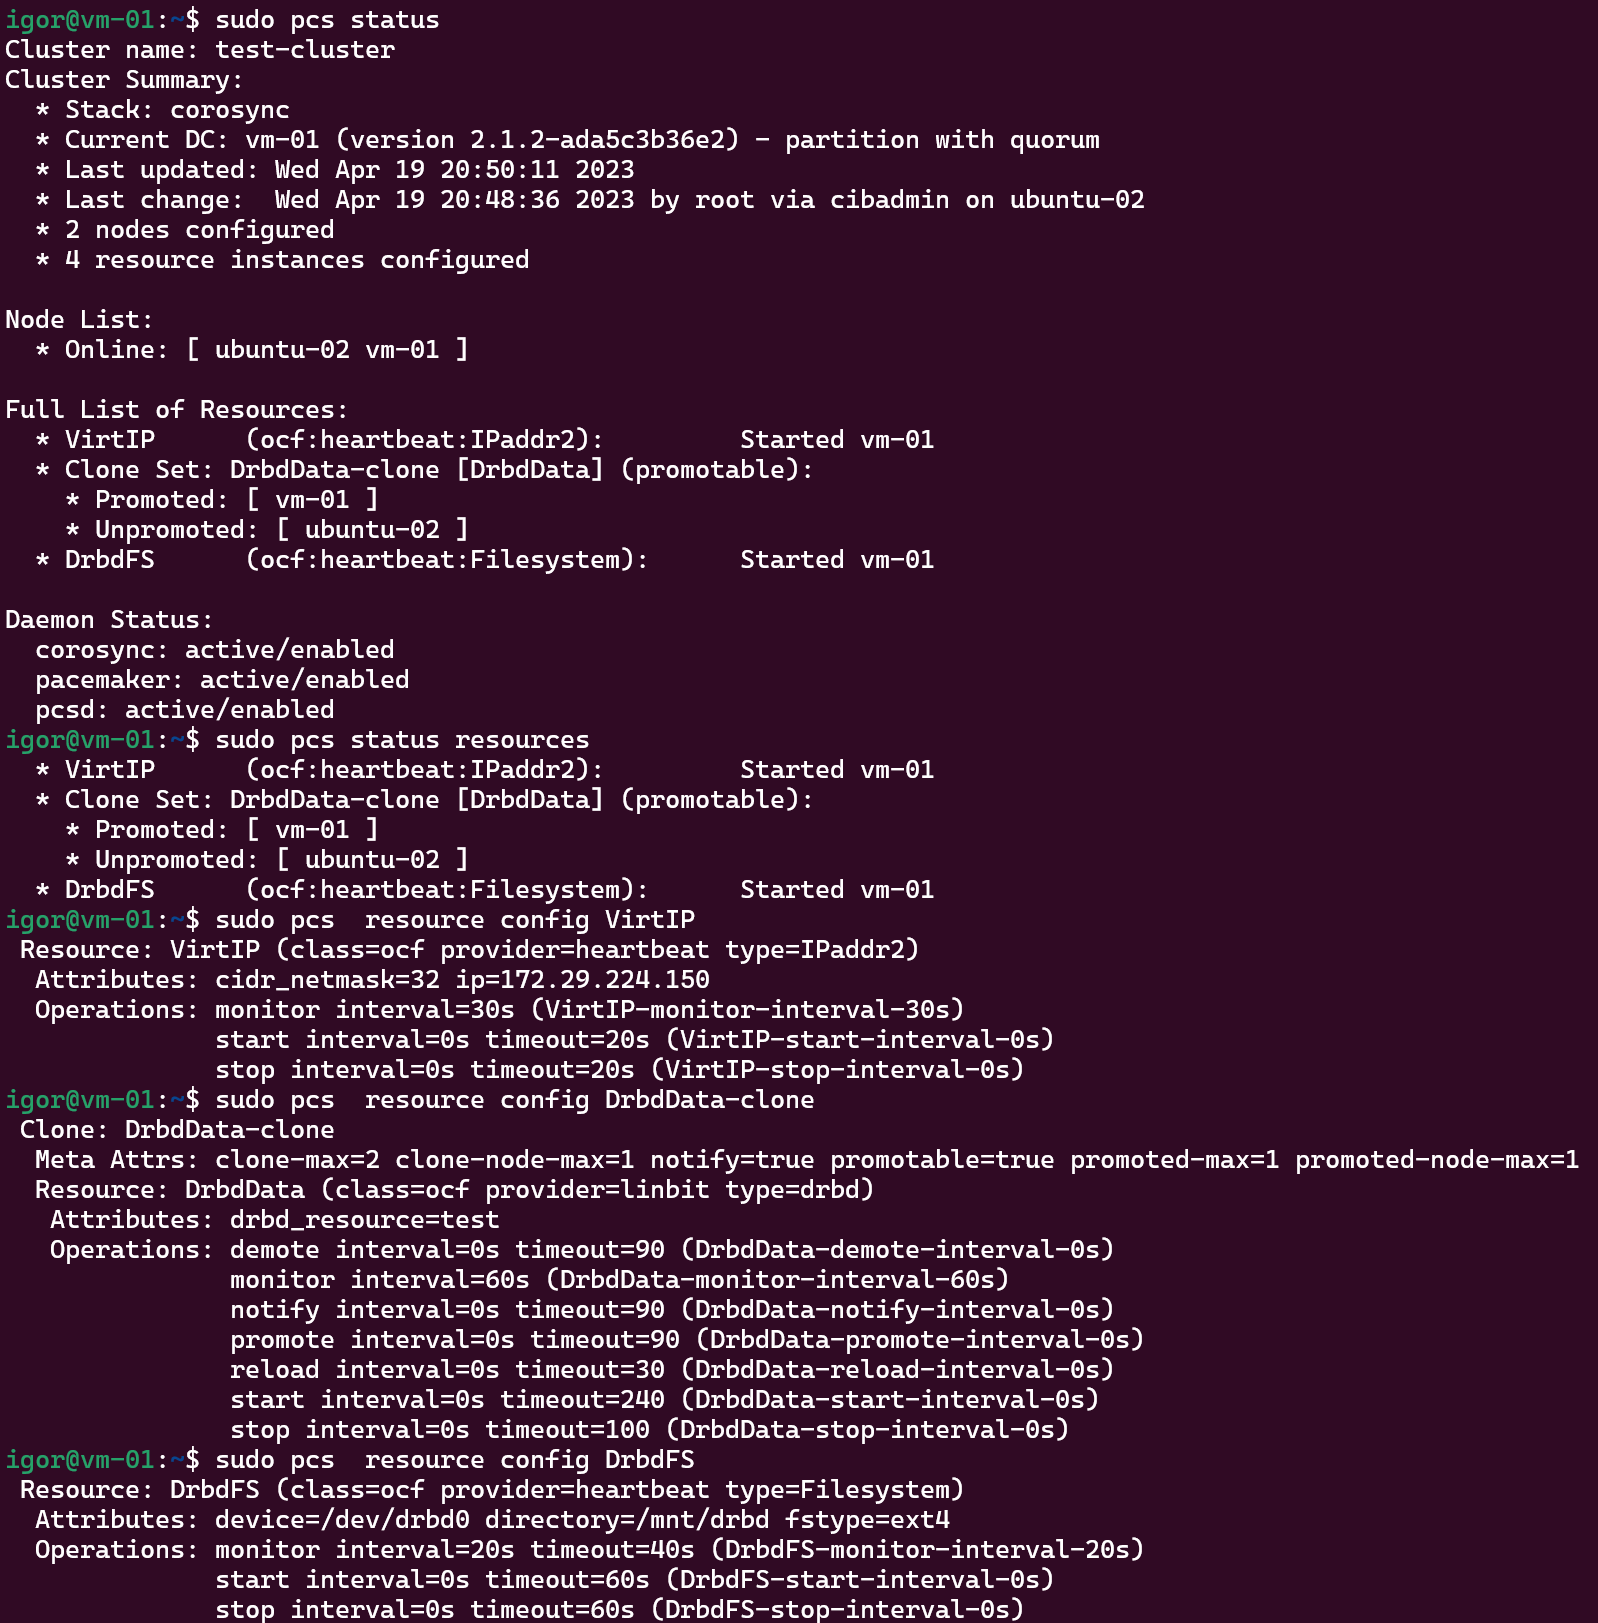 igor@vm-01:~$ sudo pcs status
Cluster name: test-cluster
Cluster Summary:
  * Stack: corosync
  * Current DC: vm-01 (version 2.1.2-ada5c3b36e2) - partition with quorum
  * Last updated: Wed Apr 19 20:50:11 2023
  * Last change:  Wed Apr 19 20:48:36 2023 by root via cibadmin on ubuntu-02
  * 2 nodes configured
  * 4 resource instances configured

Node List:
  * Online: [ ubuntu-02 vm-01 ]

Full List of Resources:
  * VirtIP      (ocf:heartbeat:IPaddr2):         Started vm-01
  * Clone Set: DrbdData-clone [DrbdData] (promotable):
    * Promoted: [ vm-01 ]
    * Unpromoted: [ ubuntu-02 ]
  * DrbdFS      (ocf:heartbeat:Filesystem):      Started vm-01

Daemon Status:
  corosync: active/enabled
  pacemaker: active/enabled
  pcsd: active/enabled
igor@vm-01:~$ sudo pcs status resources
  * VirtIP      (ocf:heartbeat:IPaddr2):         Started vm-01
  * Clone Set: DrbdData-clone [DrbdData] (promotable):
    * Promoted: [ vm-01 ]
    * Unpromoted: [ ubuntu-02 ]
  * DrbdFS      (ocf:heartbeat:Filesystem):      Started vm-01
igor@vm-01:~$ sudo pcs  resource config VirtIP
 Resource: VirtIP (class=ocf provider=heartbeat type=IPaddr2)
  Attributes: cidr_netmask=32 ip=172.29.224.150
  Operations: monitor interval=30s (VirtIP-monitor-interval-30s)
              start interval=0s timeout=20s (VirtIP-start-interval-0s)
              stop interval=0s timeout=20s (VirtIP-stop-interval-0s)
igor@vm-01:~$ sudo pcs  resource config DrbdData-clone
 Clone: DrbdData-clone
  Meta Attrs: clone-max=2 clone-node-max=1 notify=true promotable=true promoted-max=1 promoted-node-max=1
  Resource: DrbdData (class=ocf provider=linbit type=drbd)
   Attributes: drbd_resource=test
   Operations: demote interval=0s timeout=90 (DrbdData-demote-interval-0s)
               monitor interval=60s (DrbdData-monitor-interval-60s)
               notify interval=0s timeout=90 (DrbdData-notify-interval-0s)
               promote interval=0s timeout=90 (DrbdData-promote-interval-0s)
               reload interval=0s timeout=30 (DrbdData-reload-interval-0s)
               start interval=0s timeout=240 (DrbdData-start-interval-0s)
               stop interval=0s timeout=100 (DrbdData-stop-interval-0s)
igor@vm-01:~$ sudo pcs  resource config DrbdFS
 Resource: DrbdFS (class=ocf provider=heartbeat type=Filesystem)
  Attributes: device=/dev/drbd0 directory=/mnt/drbd fstype=ext4
  Operations: monitor interval=20s timeout=40s (DrbdFS-monitor-interval-20s)
              start interval=0s timeout=60s (DrbdFS-start-interval-0s)
              stop interval=0s timeout=60s (DrbdFS-stop-interval-0s)